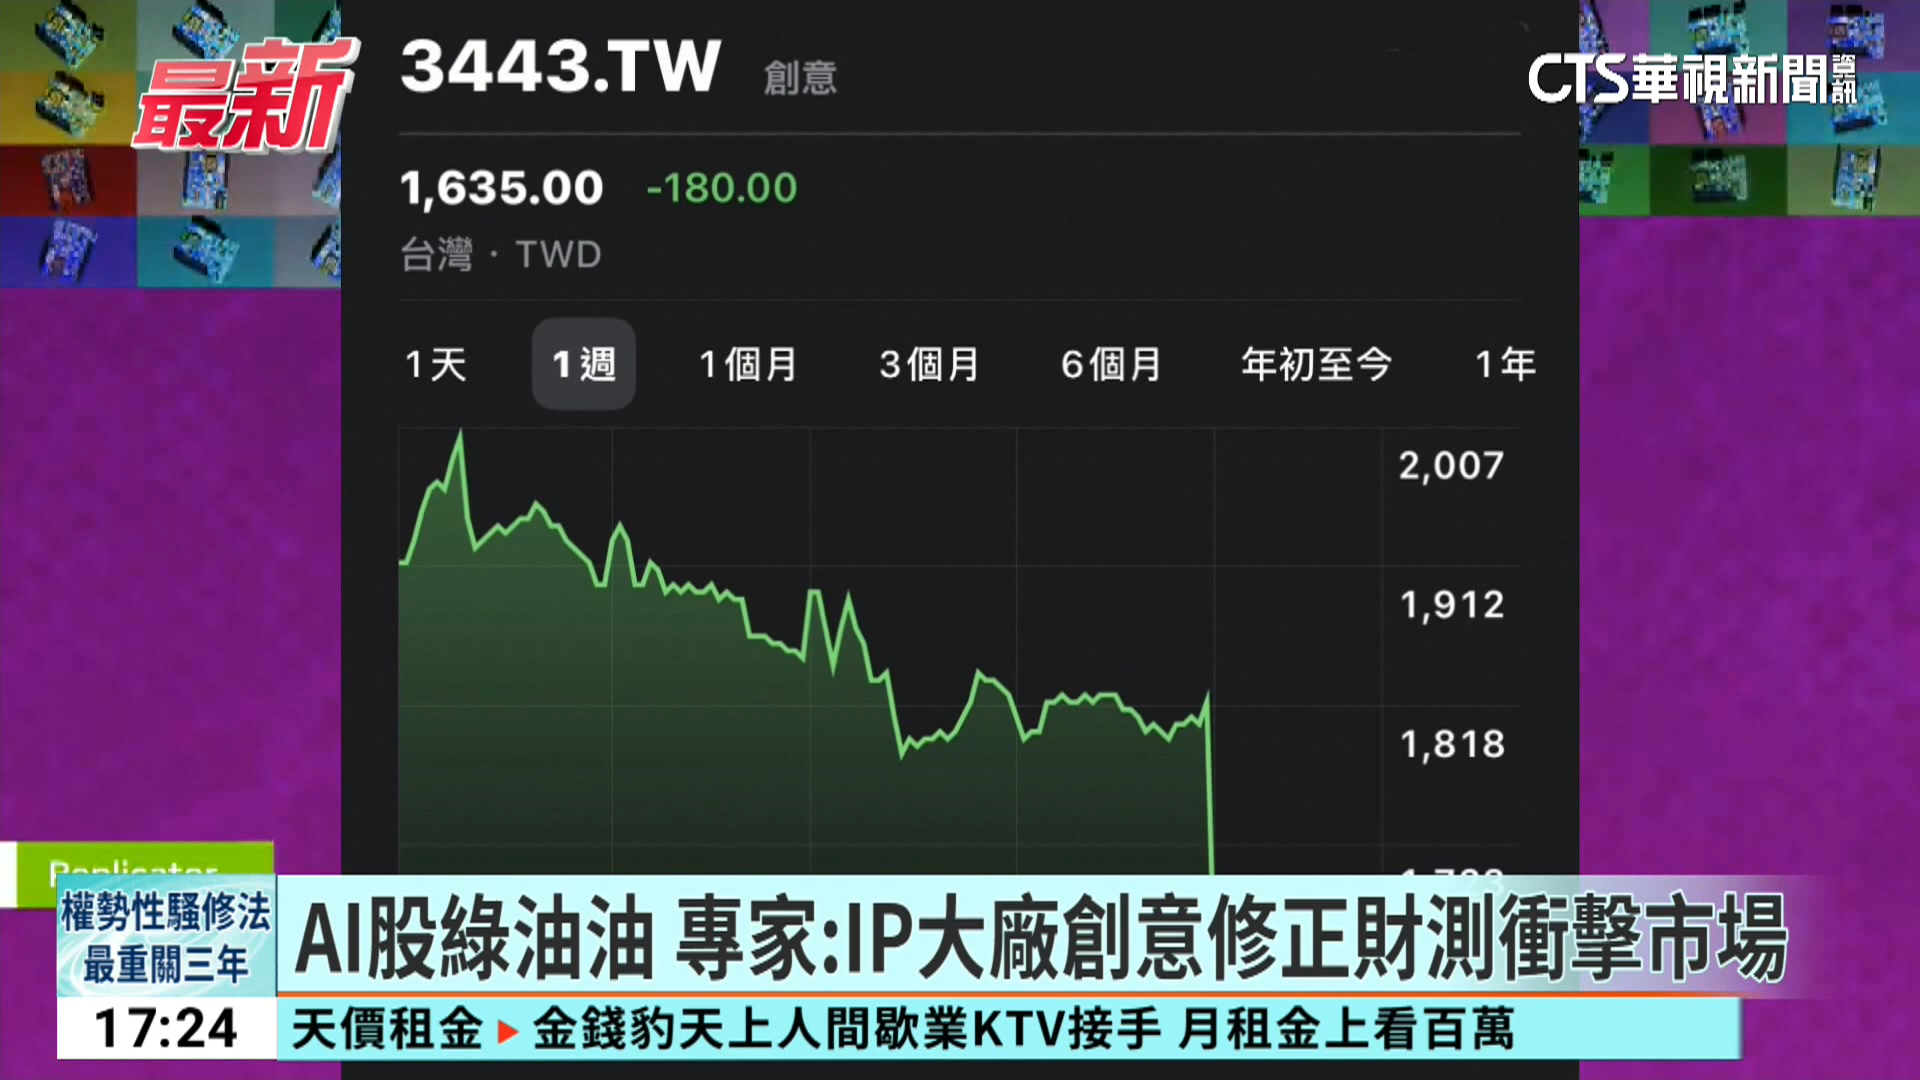 最新
3443.TW 創意
CTS華視新聞資訊
1,635.00 -180.00
台灣 · TWD
1天 1週 1個月 3個月 6個月 年初至今 1年
2,007
1,912
1,818
Replicator
權勢性騷修法
最重關三年
AI股綠油油 專家:IP大廠創意修正財測衝擊市場
17:24
天價租金▶金錢豹天上人間歇業KTV接手 月租金上看百萬